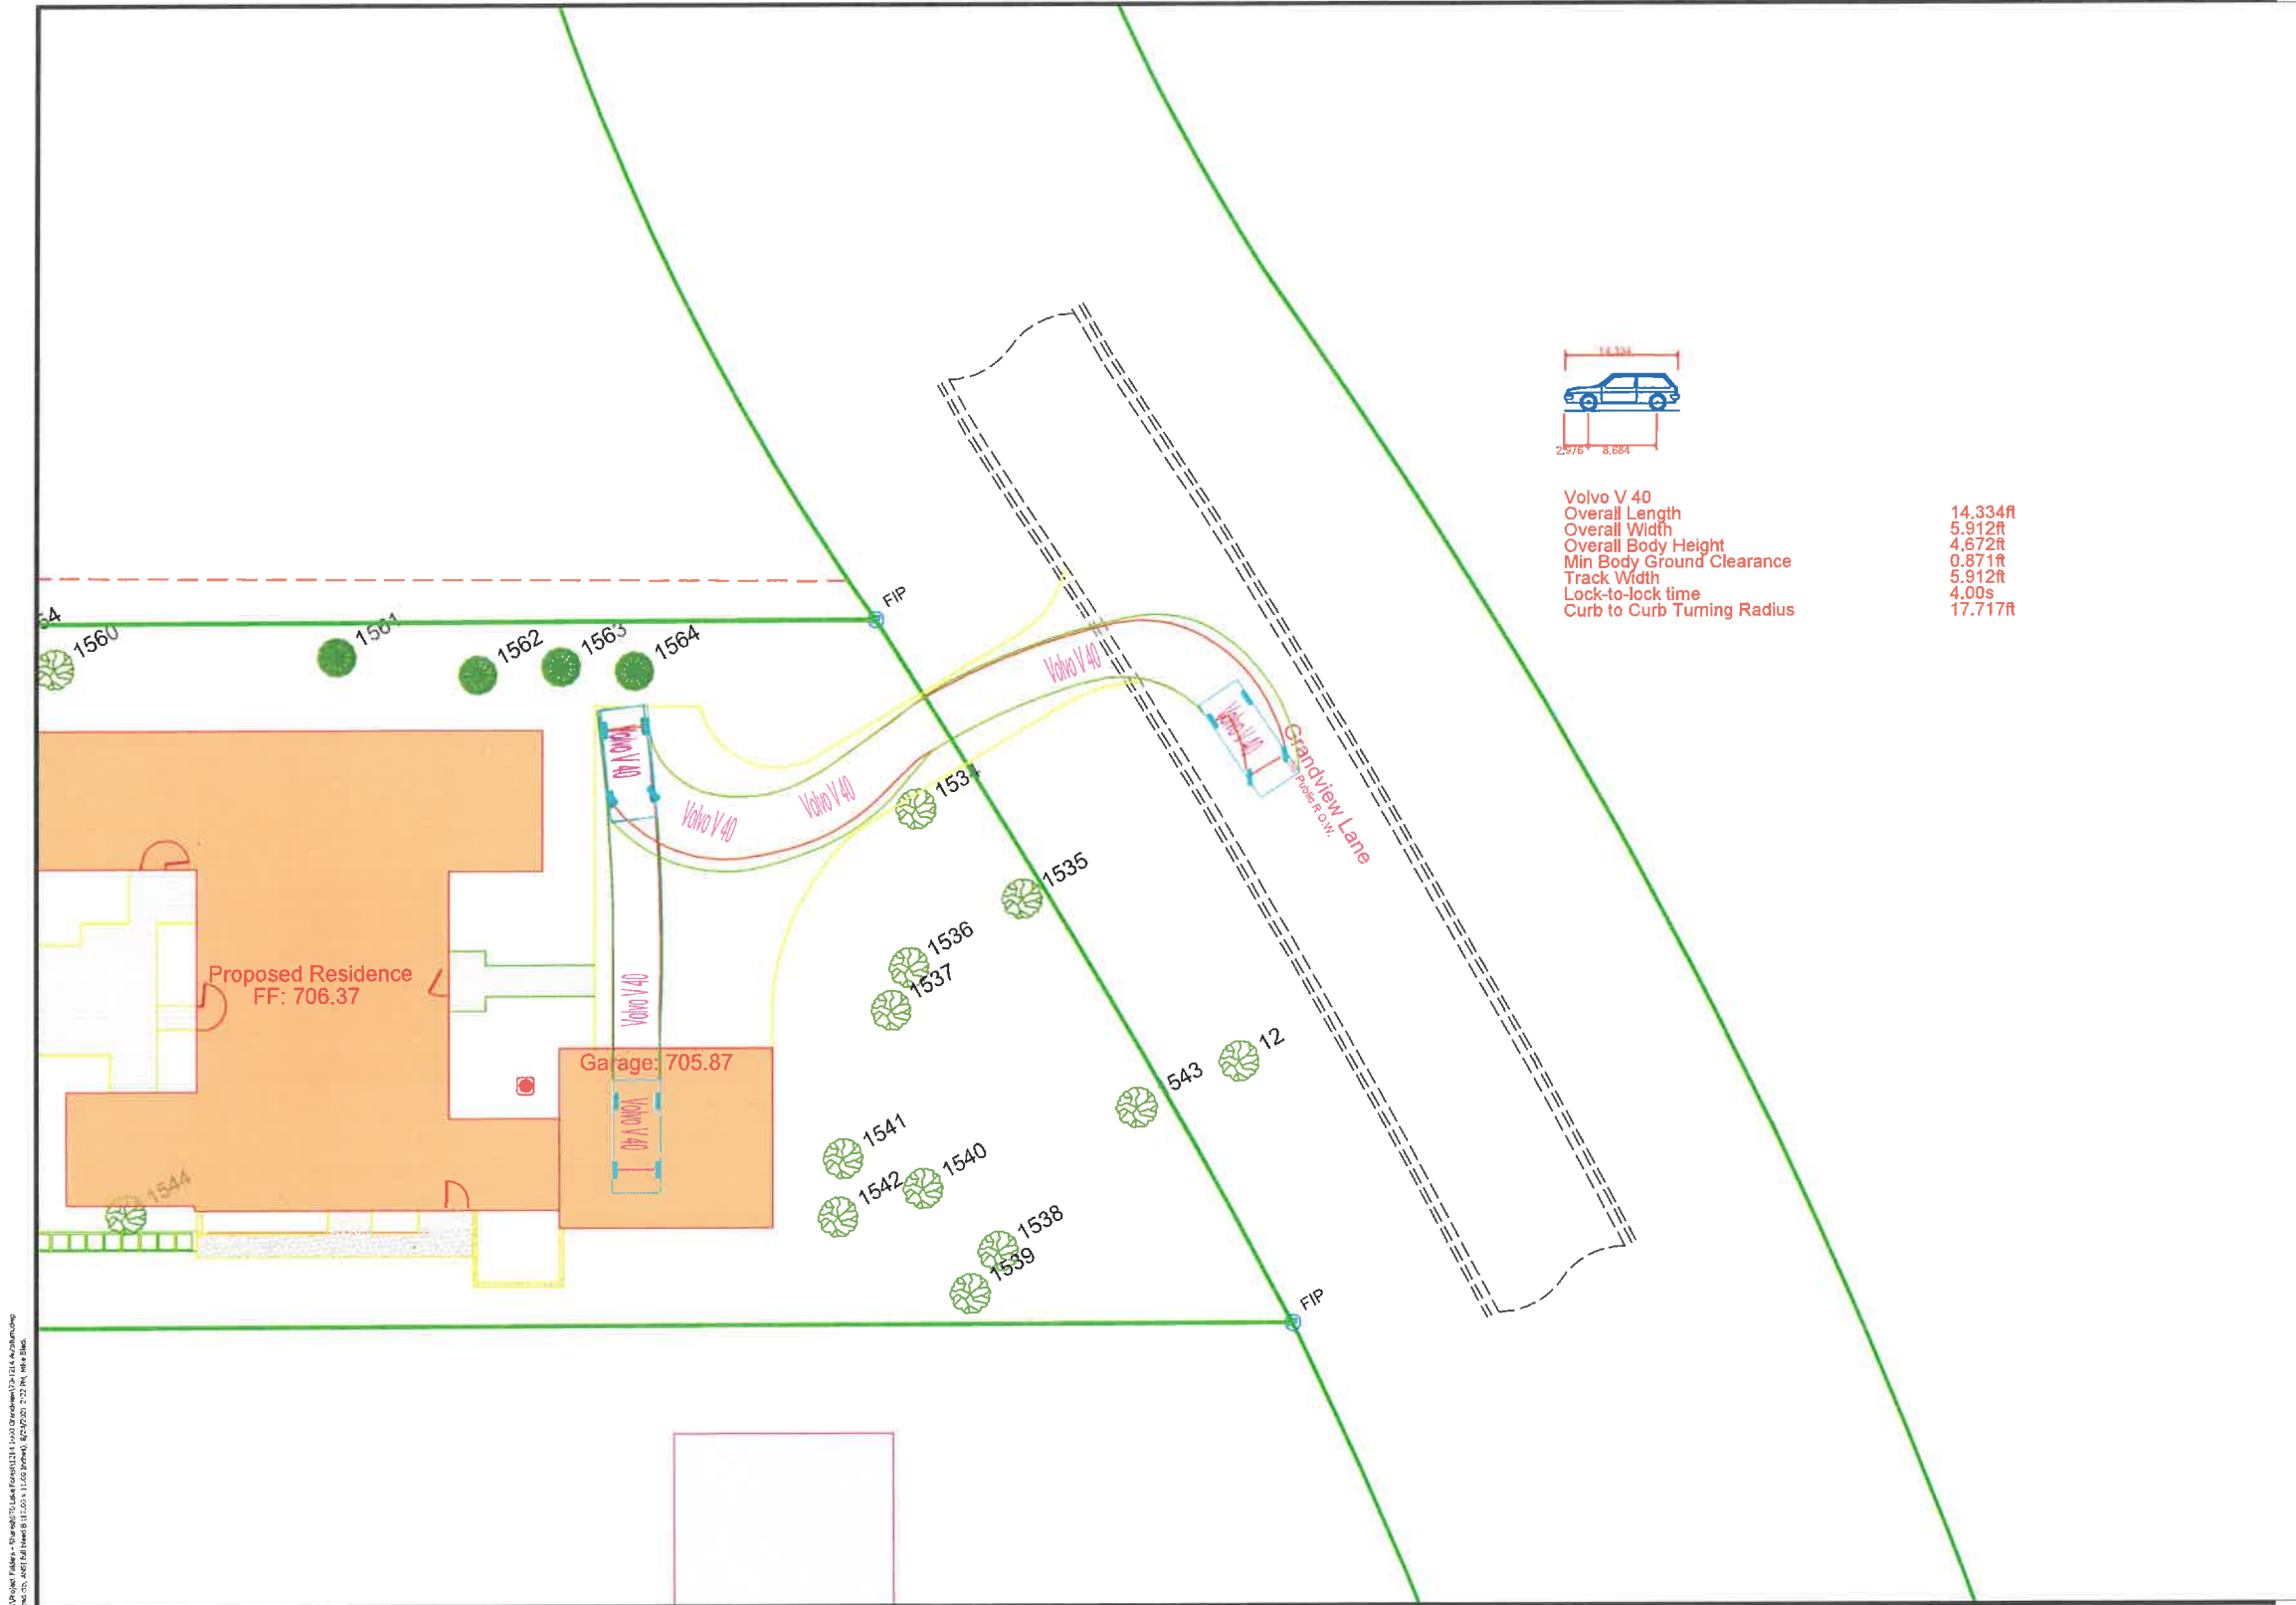 14.334
2.976 8.684
Volvo V 40
Overall Length 14.334ft
Overall Width 5.912ft
Overall Body Height 4.672ft
Min Body Ground Clearance 0.871ft
Track Width 5.912ft
Lock-to-lock time 4.00s
Curb to Curb Turning Radius 17.717ft
FIP
54
1560
1561
1562
1563
1564
Volvo V 40
Volvo V 40
Volvo V 40
Volvo V 40
Volvo V 40
Grandview Lane
Public R.O.W.
1534
1535
1536
1537
Proposed Residence
FF: 706.37
Volvo V 40
Garage: 705.87
Volvo V 40
12
543
1541
1540
1542
1544
1538
1539
FIP